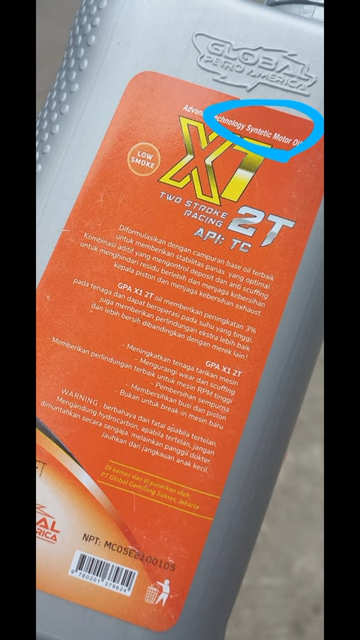 GLOBAL
PETRO AMERICA
Advan Technology Syntetic Motor Oil
X1
LOW
SMOKE
TWO STROKE
RACING
2T
API: TC
Diformulasikan dengan campuran base oil terbaik
untuk memberikan stabilitas panas yang optimal
Kombinasi aditif yang mengontrol deposit dan anti scuffing
untuk menghindari residu berlebih dan menjaga kebersihan
kepala piston dan menjaga kebersihan exhaust.
GPA X1 2T oil memberikan peningkatan 3%
pada tenaga dan dapat beroperasi pada suhu yang tinggi,
juga memberikan perlindungan ekstra lebih baik
dan lebih bersih dibandingkan dengan merek lain!
GPA X1 2T
- Meningkatkan tenaga tarikan mesin
- Mengurangi wear dan scuffing
Memberikan perlindungan terbaik untuk mesin RPM tinggi
- Pembersihan sempurna
- Membersihkan busi dan piston
- Bukan untuk break-in mesin baru
WARNING : berbahaya dan fatal apabila tertelan.
Mengandung hydrocarbon, apabila tertelan, jangan
dimuntahkan secara sengaja, melainkan panggil dokter.
Jauhkan dari jangkauan anak kecil.
Di kemas dan di pasarkan oleh:
PT Global Gemilang Sukses, Jakarta
FT
AL
ERICA
NPT: MC05E2100105